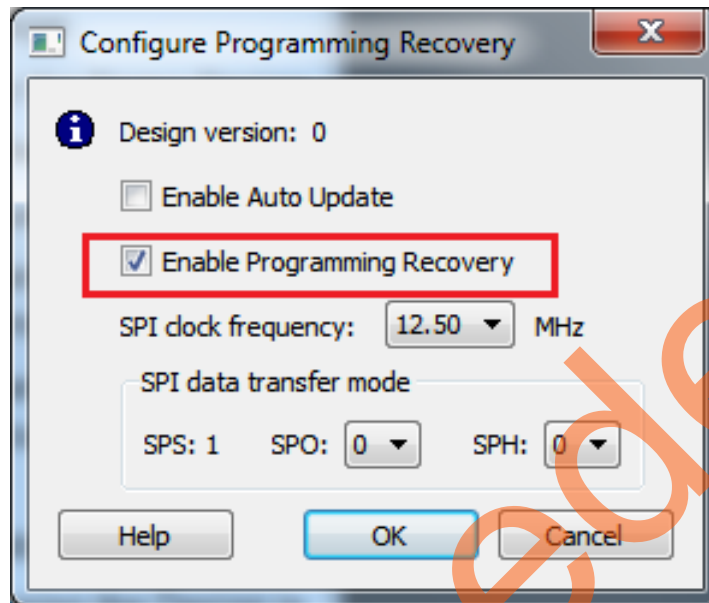 Configure Programming Recovery
Design version: 0
Enable Auto Update
Enable Programming Recovery
SPI clock frequency: 12.50 MHz
SPI data transfer mode
SPS: 1 SPO: 0 SPH: 0
Help OK Cancel